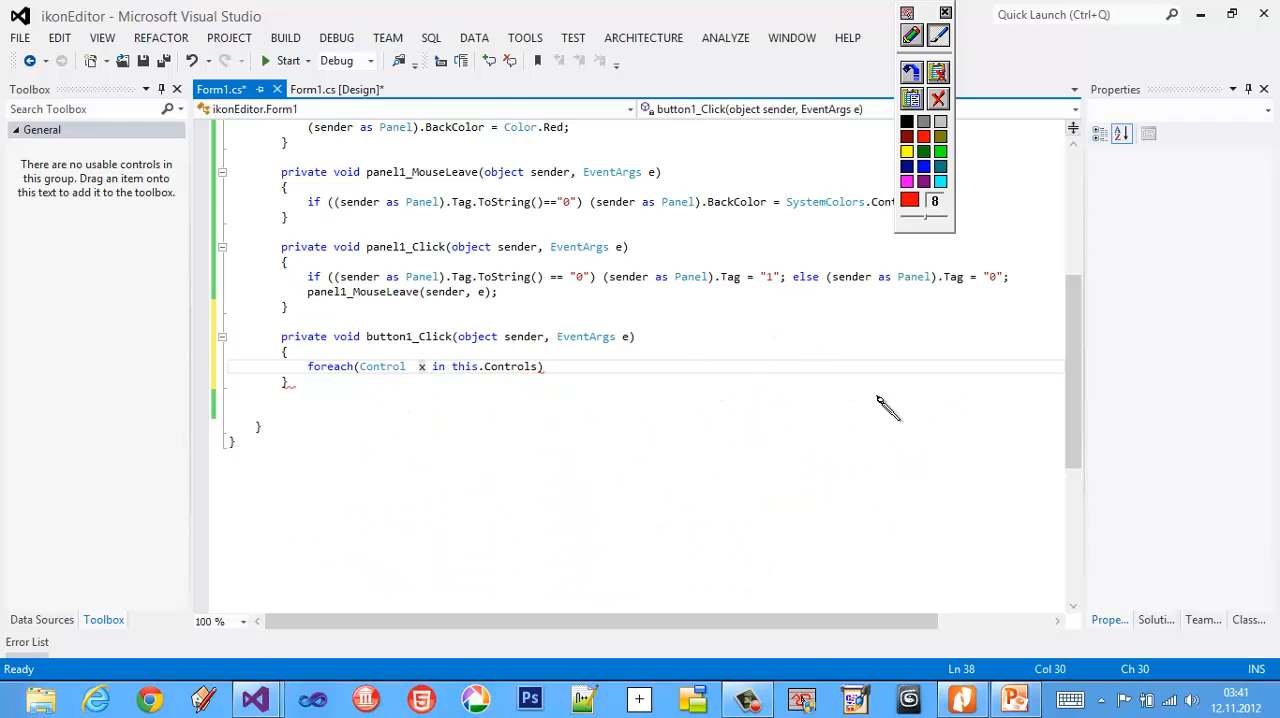 ikonEditor - Microsoft Visual Studio
Quick Launch (Ctrl+Q)
FILE EDIT VIEW REFACTOR PROJECT BUILD DEBUG TEAM SQL DATA TOOLS TEST ARCHITECTURE ANALYZE WINDOW HELP
Start Debug
Toolbox
Form1.cs* Form1.cs [Design]*
Properties
Search Toolbox
ikonEditor.Form1
button1_Click(object sender, EventArgs e)
General
There are no usable controls in
this group. Drag an item onto
this text to add it to the toolbox.
(sender as Panel).BackColor = Color.Red;
}
private void panel1_MouseLeave(object sender, EventArgs e)
{
if ((sender as Panel).Tag.ToString()=="0") (sender as Panel).BackColor = SystemColors.Cont
}
private void panel1_Click(object sender, EventArgs e)
{
if ((sender as Panel).Tag.ToString() == "0") (sender as Panel).Tag = "1"; else (sender as Panel).Tag = "0";
panel1_MouseLeave(sender, e);
}
private void button1_Click(object sender, EventArgs e)
{
foreach(Control  x in this.Controls)
}
}
}
8
100 %
Data Sources Toolbox
Prope... Soluti... Team... Class...
Error List
Ready
Ln 38 Col 30 Ch 30 INS
03:41
12.11.2012